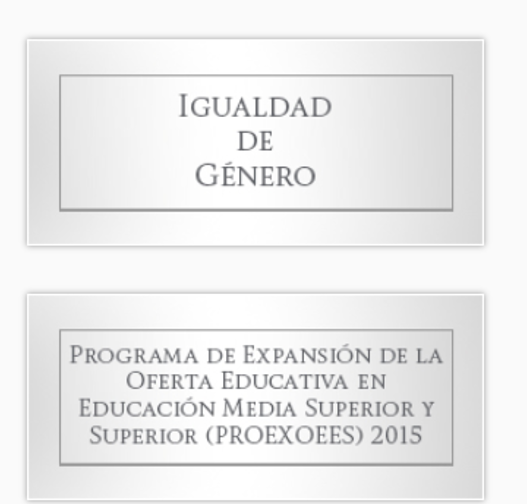 Igualdad
de
Género
Programa de Expansión de la
Oferta Educativa en
Educación Media Superior y
Superior (PROEXOEES) 2015